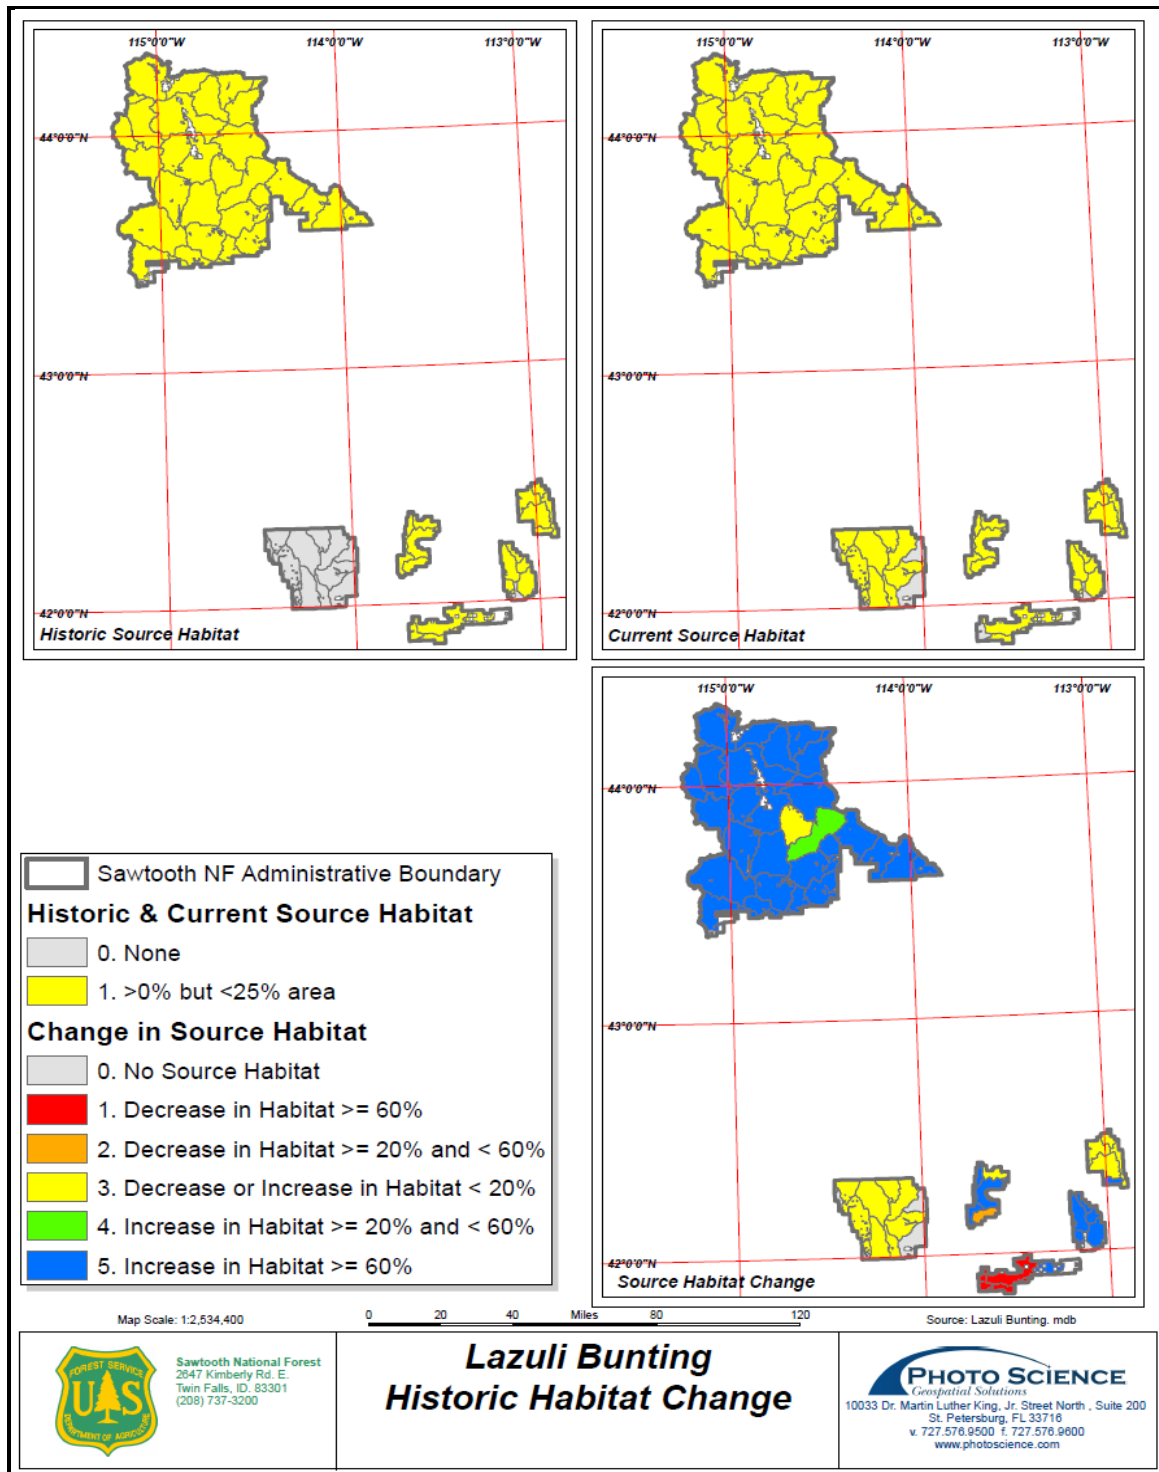 115°0'0"W 114°0'0"W 113°0'0"W
44°0'0"N
43°0'0"N
42°0'0"N
Historic Source Habitat
115°0'0"W 114°0'0"W 113°0'0"W
44°0'0"N
43°0'0"N
42°0'0"N
Current Source Habitat
115°0'0"W 114°0'0"W 113°0'0"W
44°0'0"N
43°0'0"N
42°0'0"N
Source Habitat Change
Sawtooth NF Administrative Boundary
Historic & Current Source Habitat
0. None
1. >0% but <25% area
Change in Source Habitat
0. No Source Habitat
1. Decrease in Habitat >= 60%
2. Decrease in Habitat >= 20% and < 60%
3. Decrease or Increase in Habitat < 20%
4. Increase in Habitat >= 20% and < 60%
5. Increase in Habitat >= 60%
Map Scale: 1:2,534,400
0 20 40 Miles 80 120
Source: Lazuli Bunting. mdb
FOREST SERVICE
U S
DEPARTMENT OF AGRICULTURE
Sawtooth National Forest
2647 Kimberly Rd. E.
Twin Falls, ID. 83301
(208) 737-3200
Lazuli Bunting
Historic Habitat Change
PHOTO SCIENCE
Geospatial Solutions
10033 Dr. Martin Luther King, Jr. Street North , Suite 200
St. Petersburg, FL 33716
v. 727.576.9500 f. 727.576.9600
www.photoscience.com